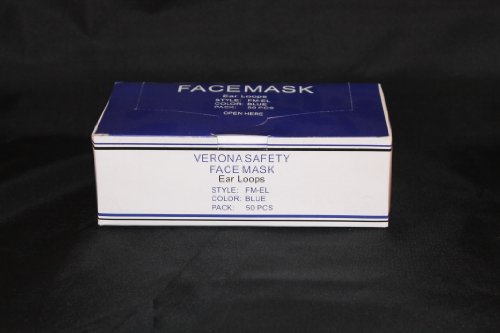 FACEMASK
Ear Loops
STYLE: FM-EL
COLOR: BLUE
PACK: 50 PCS
OPEN HERE
VERONA SAFETY
FACE MASK
Ear Loops
STYLE: FM-EL
COLOR: BLUE
PACK: 50 PCS